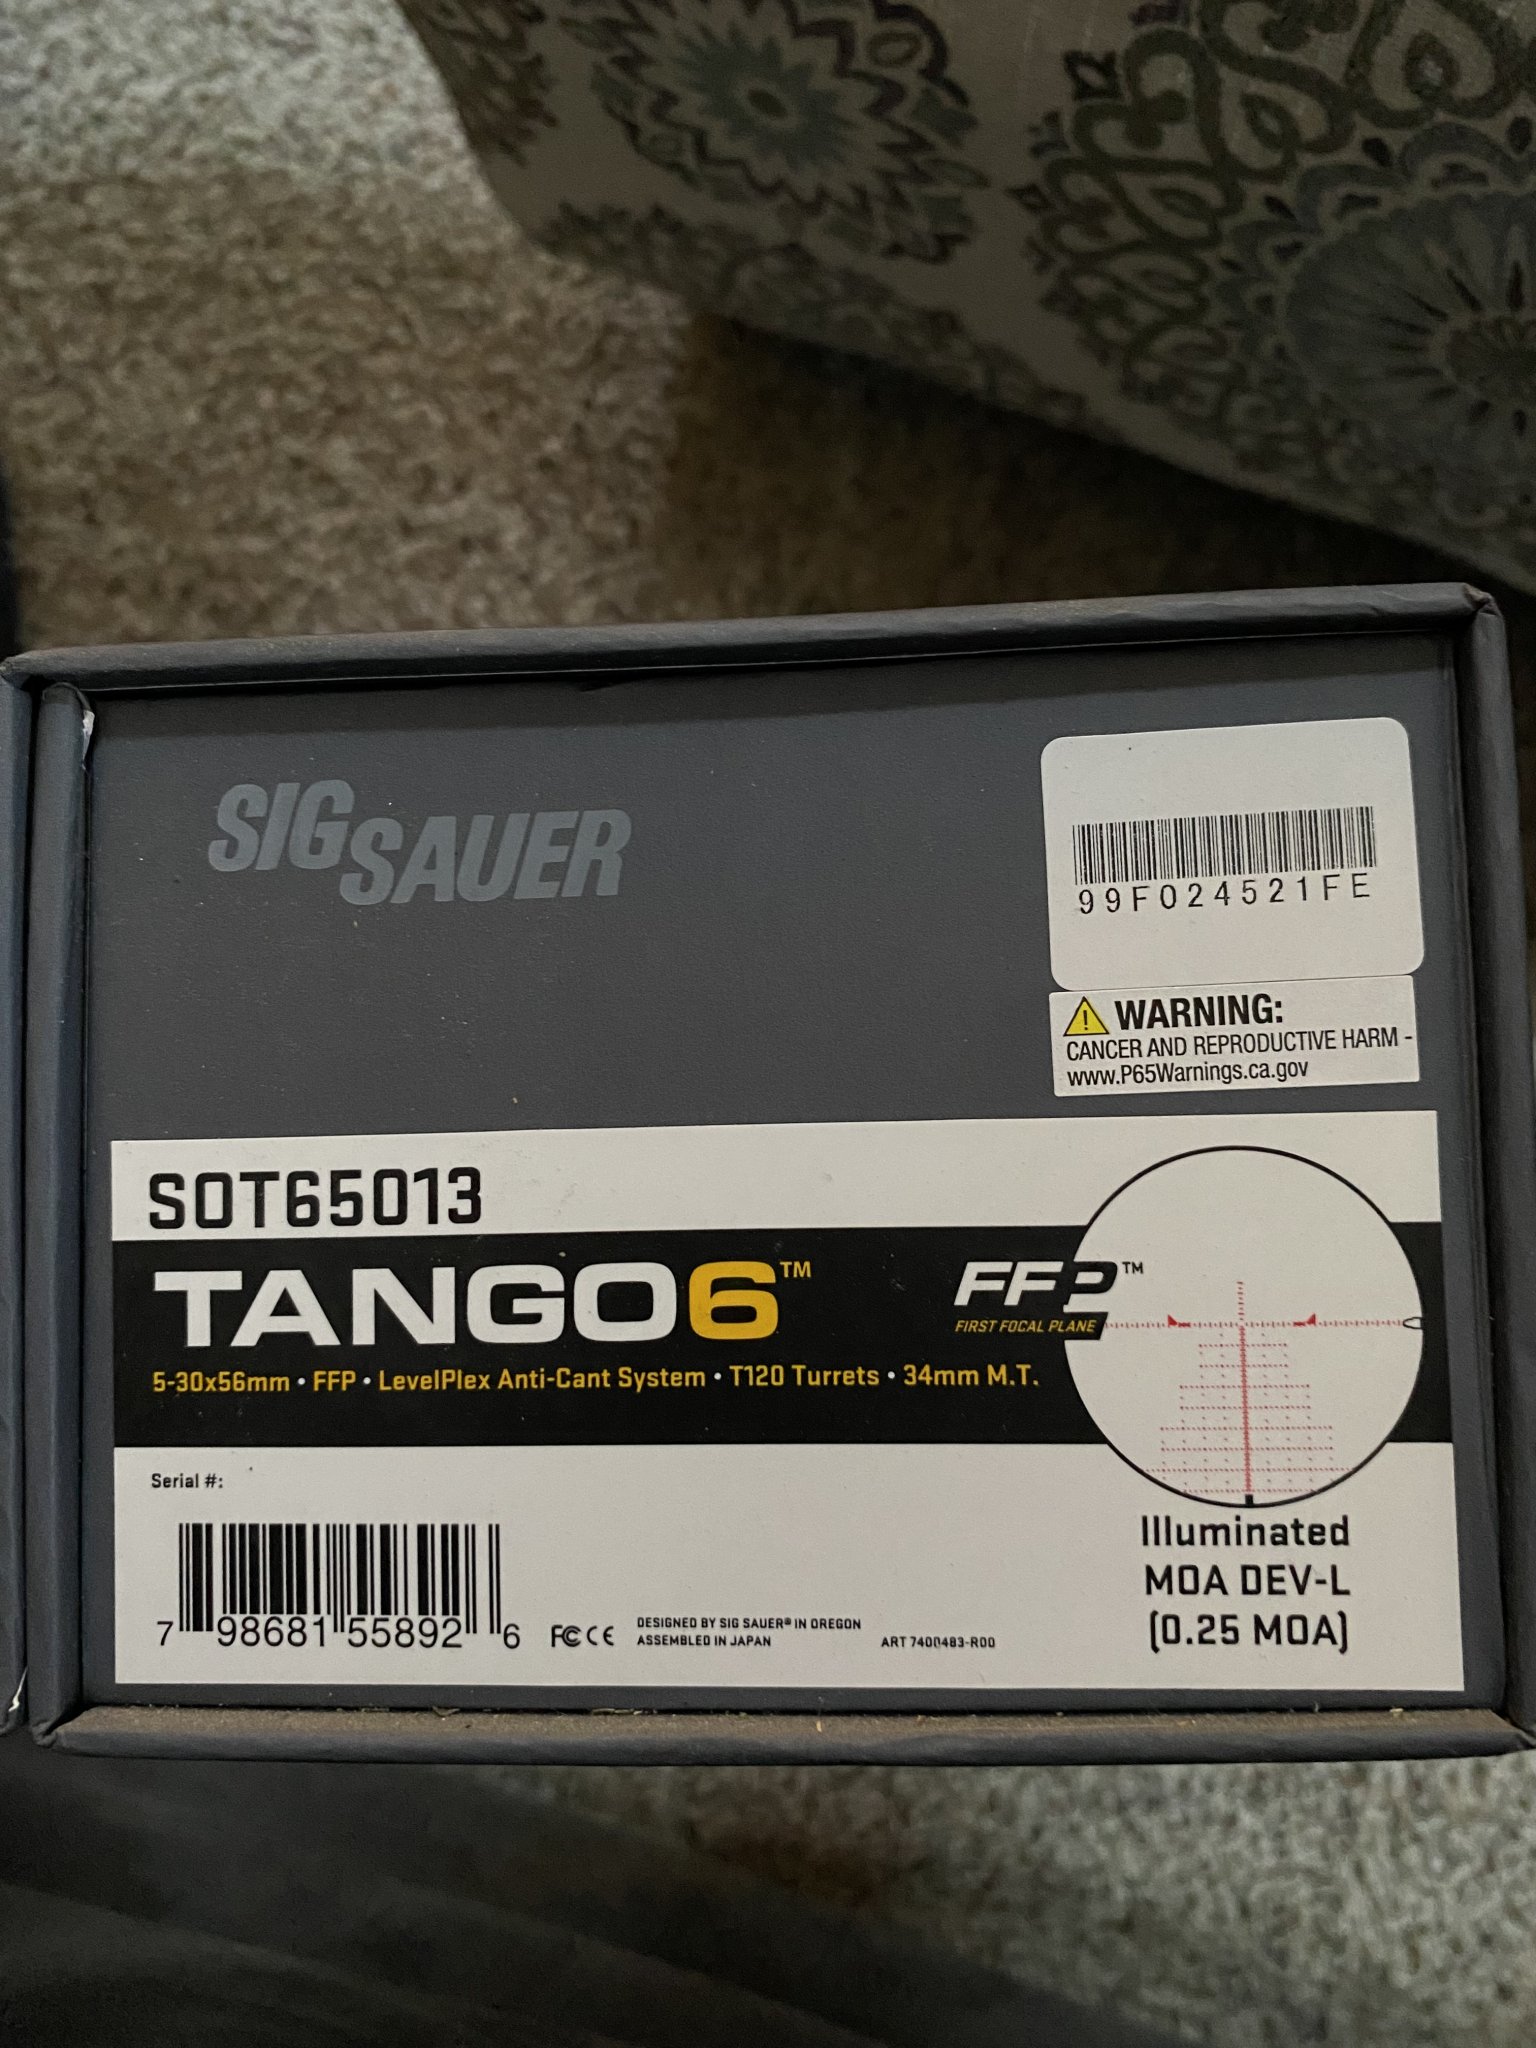 SIG SAUER
99F024521FE
WARNING:
CANCER AND REPRODUCTIVE HARM -
www.P65Warnings.ca.gov
SOT65013
TANGO6™
FFP™
FIRST FOCAL PLANE
5-30x56mm • FFP • LevelPlex Anti-Cant System • T120 Turrets • 34mm M.T.
Serial #:
7 98681 55892 6
FC CE
DESIGNED BY SIG SAUER® IN OREGON
ASSEMBLED IN JAPAN
ART 7400483-R00
Illuminated
MOA DEV-L
(0.25 MOA)